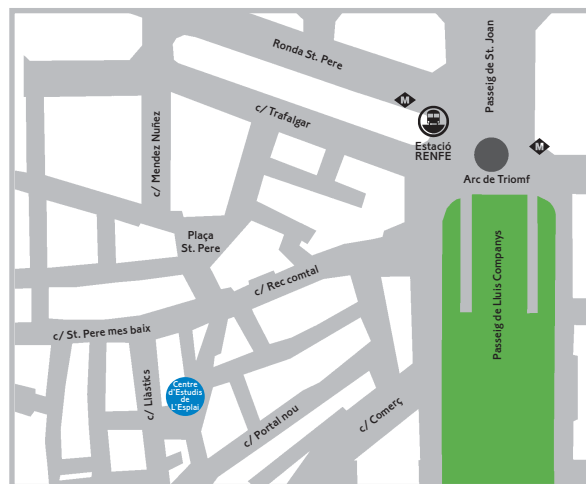 Ronda St. Pere
Passeig de St. Joan
M
c/ Trafalgar
c/ Mendez Nuñez
Estació
RENFE
M
Arc de Triomf
Plaça
St. Pere
c/ Rec comtal
Passeig de Lluis Companys
c/ St. Pere mes baix
c/ Llàstics
Centre
d'Estudis
de
L'Esplai
c/ Portal nou
c/ Comerç